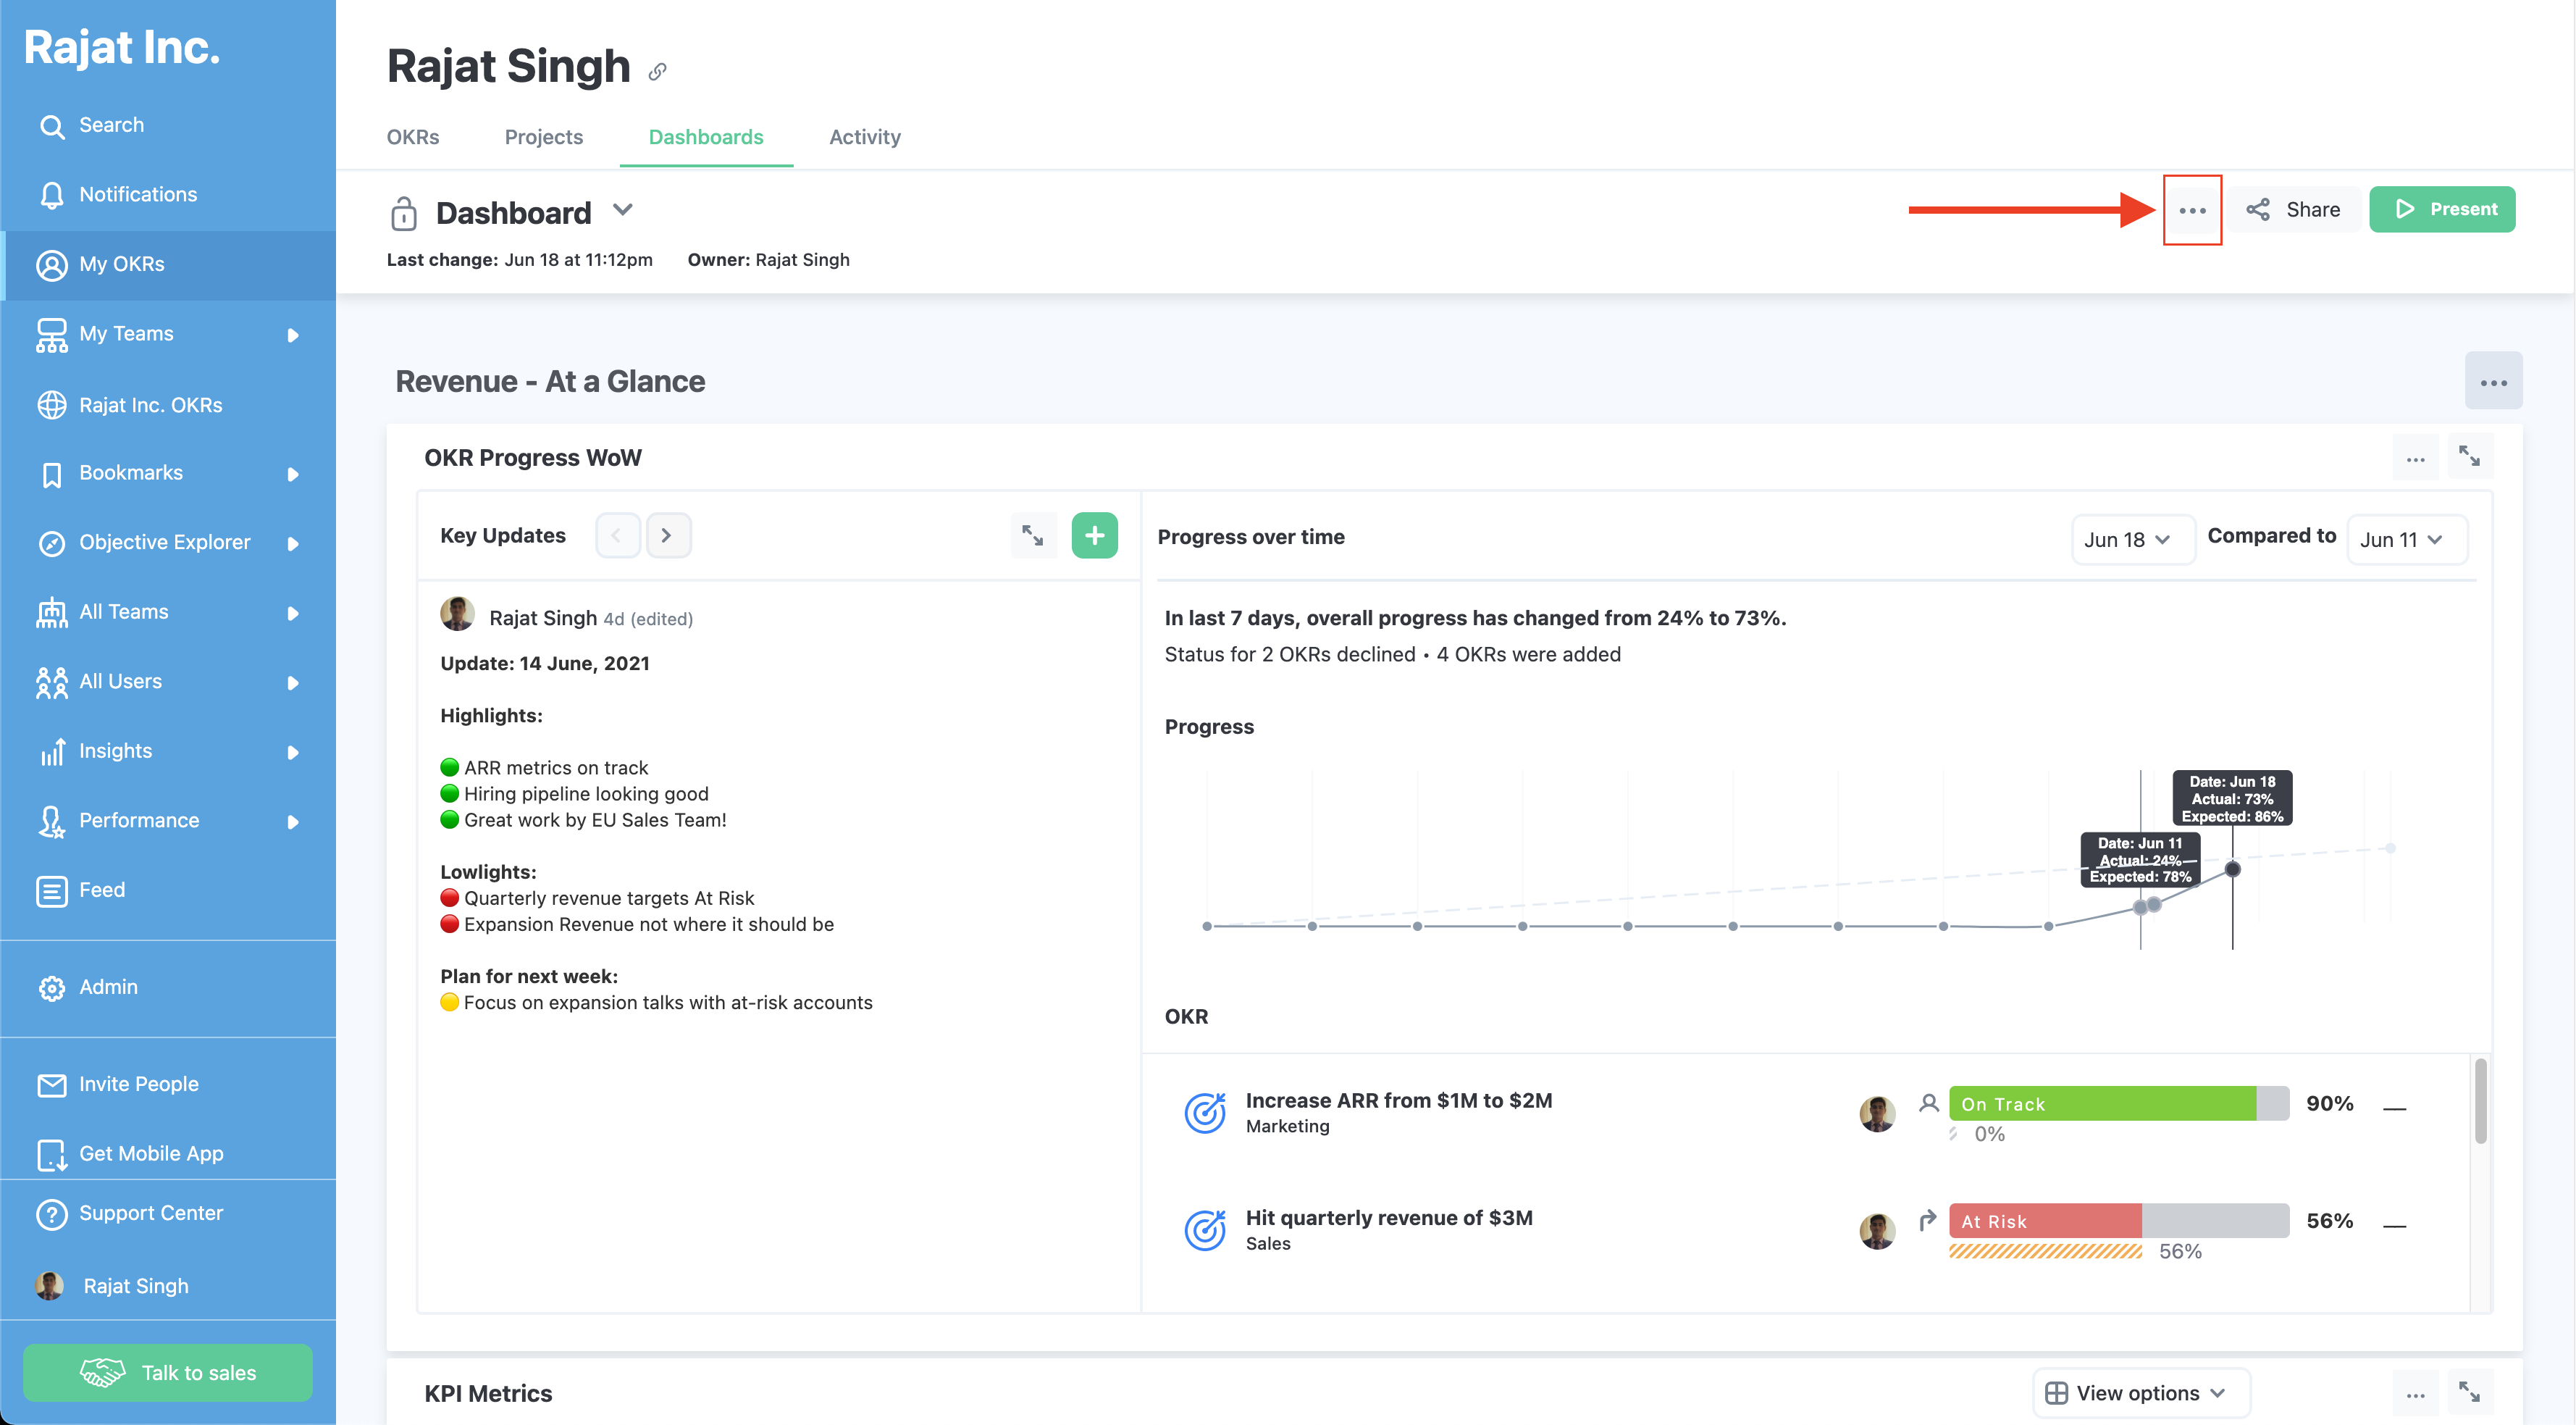 Rajat Inc.
Search
Notifications
My OKRs
My Teams
Rajat Inc. OKRs
Bookmarks
Objective Explorer
All Teams
All Users
Insights
Performance
Feed
Admin
Invite People
Get Mobile App
Support Center
Rajat Singh
Talk to sales
Rajat Singh
OKRs Projects Dashboards Activity
Dashboard
Share Present
Last change: Jun 18 at 11:12pm Owner: Rajat Singh
Revenue - At a Glance
OKR Progress WoW
Key Updates
Rajat Singh 4d (edited)
Update: 14 June, 2021
Highlights:
ARR metrics on track
Hiring pipeline looking good
Great work by EU Sales Team!
Lowlights:
Quarterly revenue targets At Risk
Expansion Revenue not where it should be
Plan for next week:
Focus on expansion talks with at-risk accounts
Progress over time
Jun 18 Compared to Jun 11
In last 7 days, overall progress has changed from 24% to 73%.
Status for 2 OKRs declined • 4 OKRs were added
Progress
Date: Jun 18
Actual: 73%
Expected: 86%
Date: Jun 11
Actual: 24%
Expected: 78%
OKR
Increase ARR from $1M to $2M
Marketing
On Track 90%
0%
Hit quarterly revenue of $3M
Sales
At Risk 56%
56%
KPI Metrics
View options